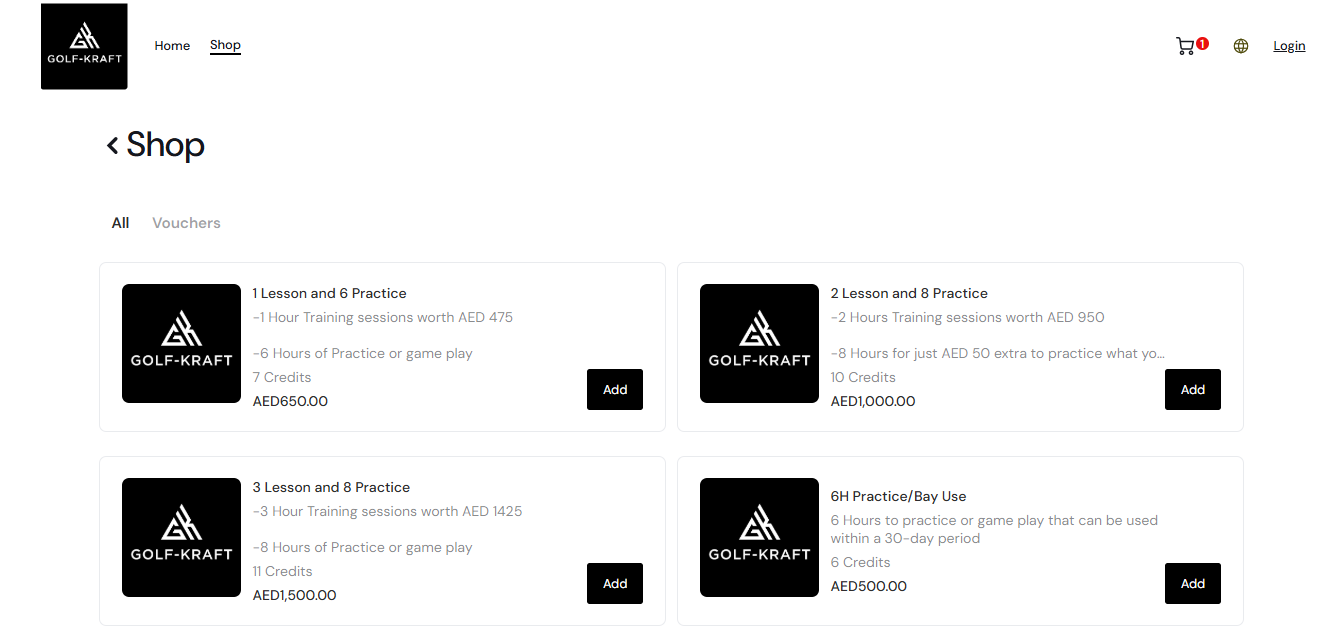 GOLF-KRAFT
Home
Shop
1
Login
Shop
All
Vouchers
GOLF-KRAFT
1 Lesson and 6 Practice
-1 Hour Training sessions worth AED 475
-6 Hours of Practice or game play
7 Credits
AED650.00
Add
GOLF-KRAFT
2 Lesson and 8 Practice
-2 Hours Training sessions worth AED 950
-8 Hours for just AED 50 extra to practice what yo...
10 Credits
AED1,000.00
Add
GOLF-KRAFT
3 Lesson and 8 Practice
-3 Hour Training sessions worth AED 1425
-8 Hours of Practice or game play
11 Credits
AED1,500.00
Add
GOLF-KRAFT
6H Practice/Bay Use
6 Hours to practice or game play that can be used
within a 30-day period
6 Credits
AED500.00
Add